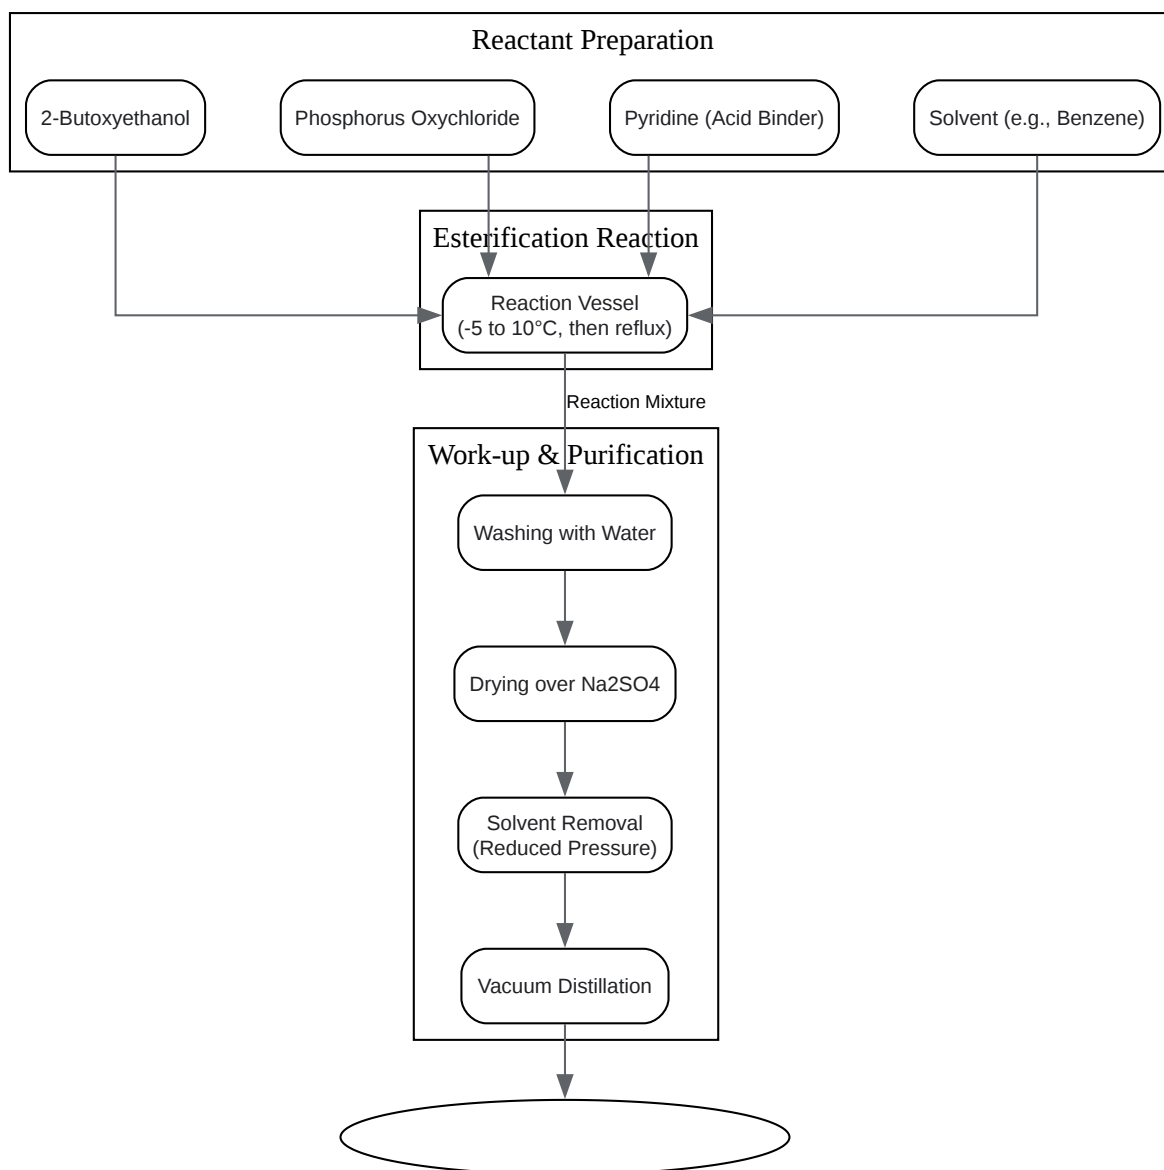 Reactant Preparation
2-Butoxyethanol
Phosphorus Oxychloride
Pyridine (Acid Binder)
Solvent (e.g., Benzene)
Esterification Reaction
Reaction Vessel
(-5 to 10°C, then reflux)
Reaction Mixture
Work-up & Purification
Washing with Water
Drying over Na2SO4
Solvent Removal
(Reduced Pressure)
Vacuum Distillation